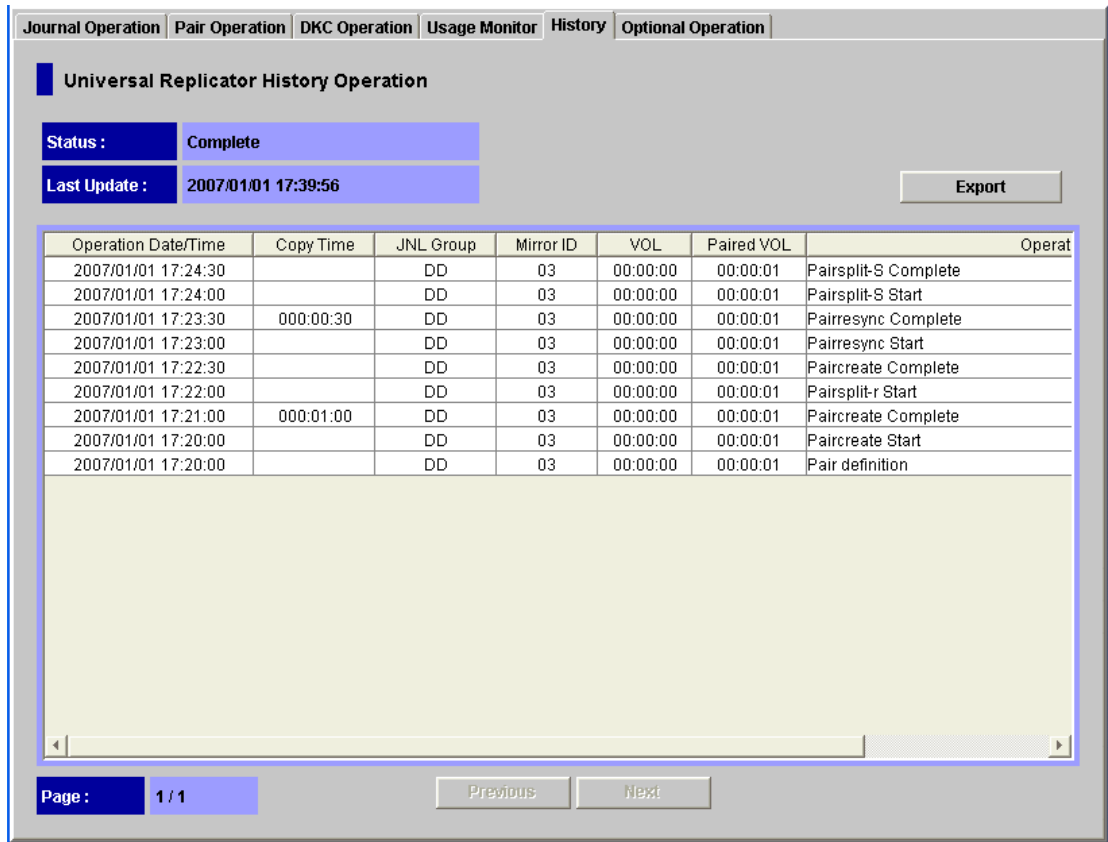 Journal Operation Pair Operation DKC Operation Usage Monitor History Optional Operation
Universal Replicator History Operation
Status : Complete
Last Update : 2007/01/01 17:39:56 Export
Operation Date/Time Copy Time JNL Group Mirror ID VOL Paired VOL Operat
2007/01/01 17:24:30 DD 03 00:00:00 00:00:01 Pairsplit-S Complete
2007/01/01 17:24:00 DD 03 00:00:00 00:00:01 Pairsplit-S Start
2007/01/01 17:23:30 000:00:30 DD 03 00:00:00 00:00:01 Pairresync Complete
2007/01/01 17:23:00 DD 03 00:00:00 00:00:01 Pairresync Start
2007/01/01 17:22:30 DD 03 00:00:00 00:00:01 Paircreate Complete
2007/01/01 17:22:00 DD 03 00:00:00 00:00:01 Pairsplit-r Start
2007/01/01 17:21:00 000:01:00 DD 03 00:00:00 00:00:01 Paircreate Complete
2007/01/01 17:20:00 DD 03 00:00:00 00:00:01 Paircreate Start
2007/01/01 17:20:00 DD 03 00:00:00 00:00:01 Pair definition
Page : 1 / 1 Previous Next